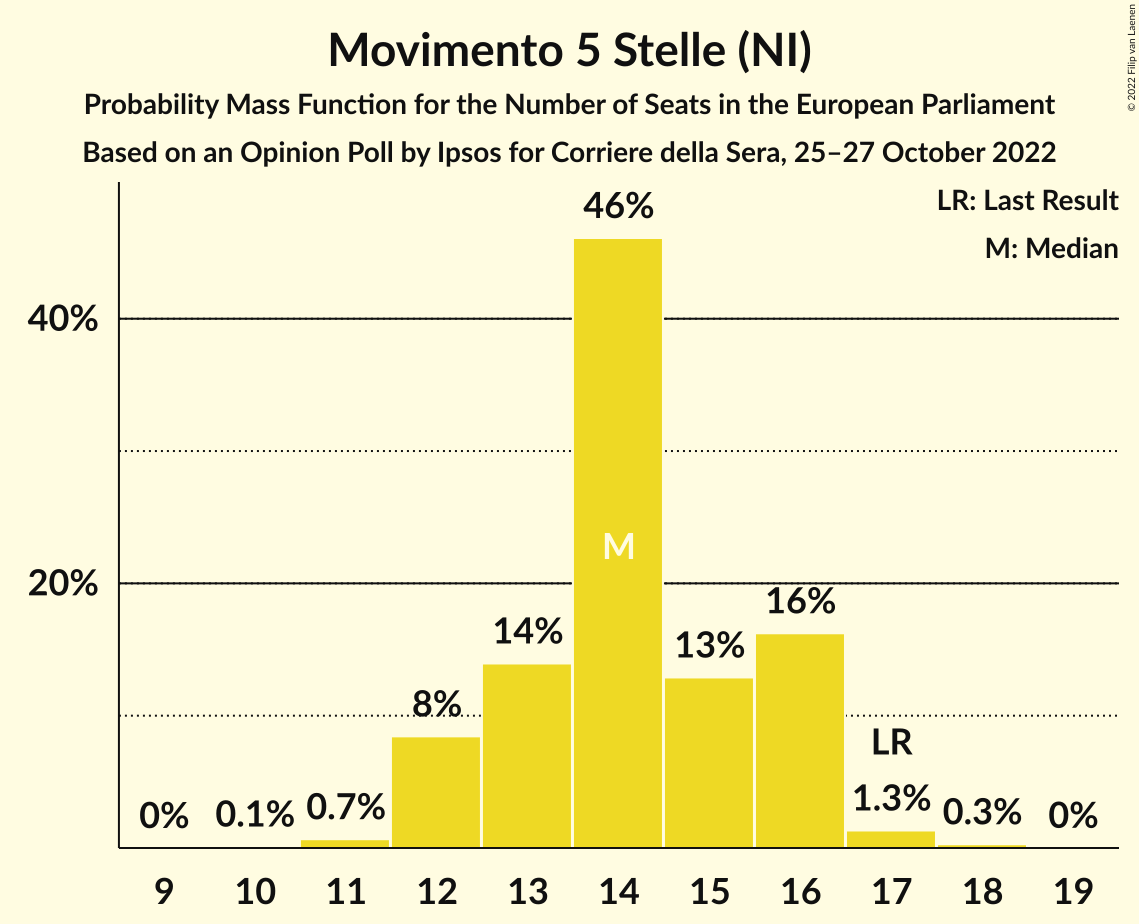 Movimento 5 Stelle (NI)
Probability Mass Function for the Number of Seats in the European Parliament
Based on an Opinion Poll by Ipsos for Corriere della Sera, 25–27 October 2022
© 2022 Filip van Laenen
LR: Last Result
M: Median
40%
20%
0%
0.1%
0.7%
8%
14%
46%
M
13%
16%
LR
1.3%
0.3%
0%
9 10 11 12 13 14 15 16 17 18 19